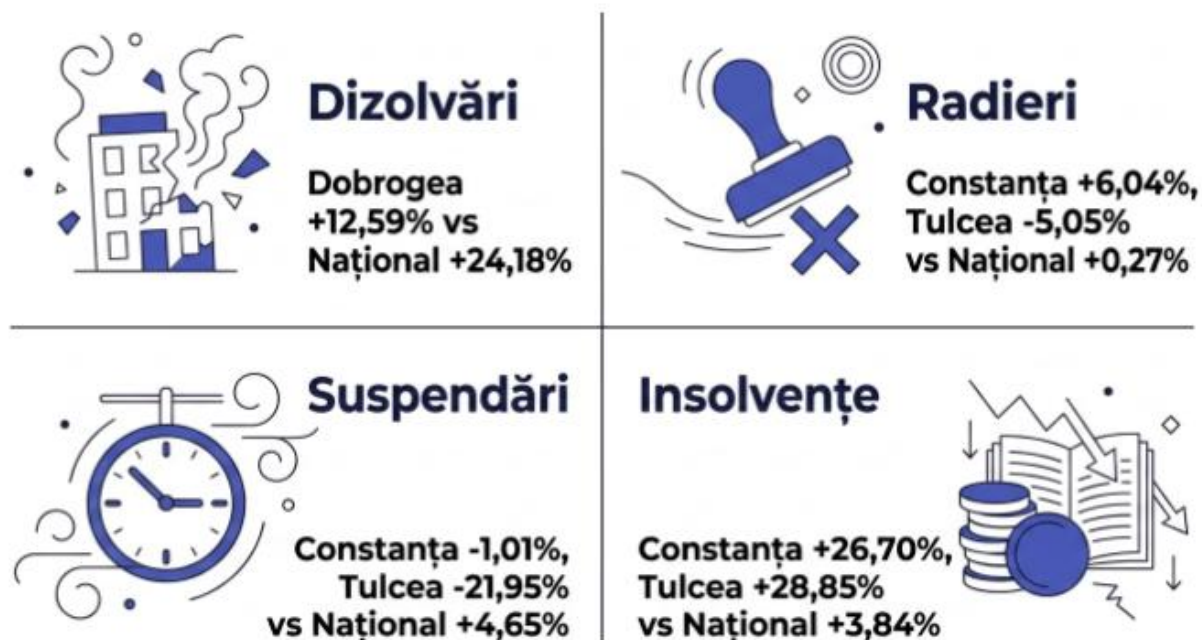 Dizolvări
Dobrogea
+12,59% vs
Național +24,18%
Radieri
Constanța +6,04%,
Tulcea -5,05%
vs Național +0,27%
Suspendări
Constanța -1,01%,
Tulcea -21,95%
vs Național +4,65%
Insolvențe
Constanța +26,70%,
Tulcea +28,85%
vs Național +3,84%